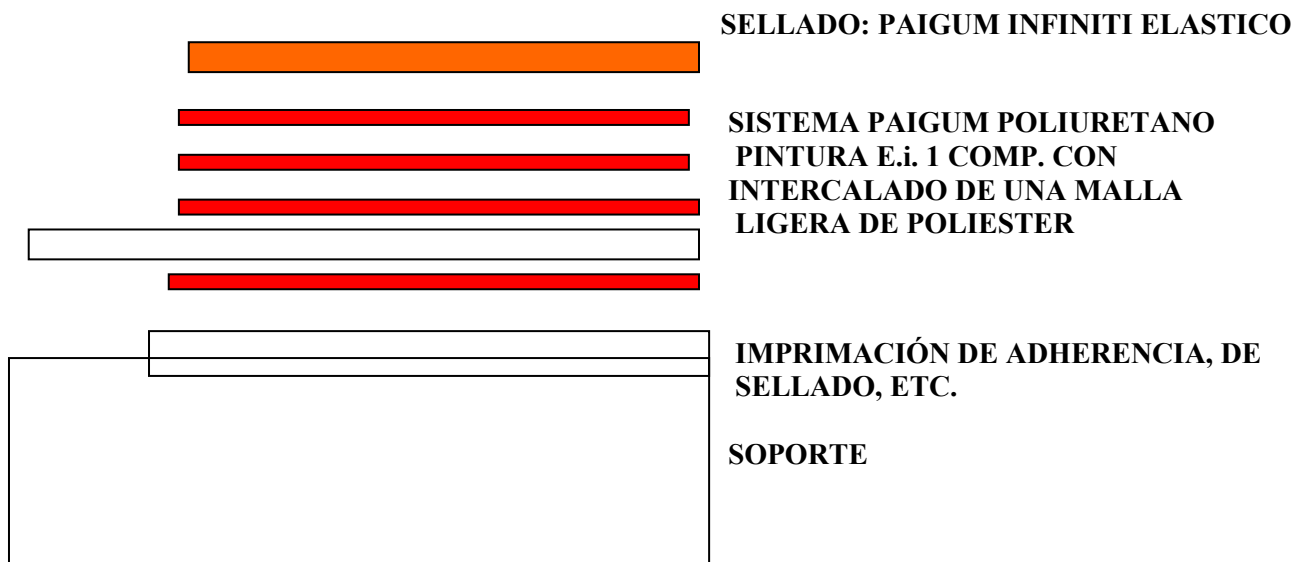 SELLADO: PAIGUM INFINITI ELASTICO
SISTEMA PAIGUM POLIURETANO
PINTURA E.i. 1 COMP. CON
INTERCALADO DE UNA MALLA
LIGERA DE POLIESTER
IMPRIMACIÓN DE ADHERENCIA, DE
SELLADO, ETC.
SOPORTE